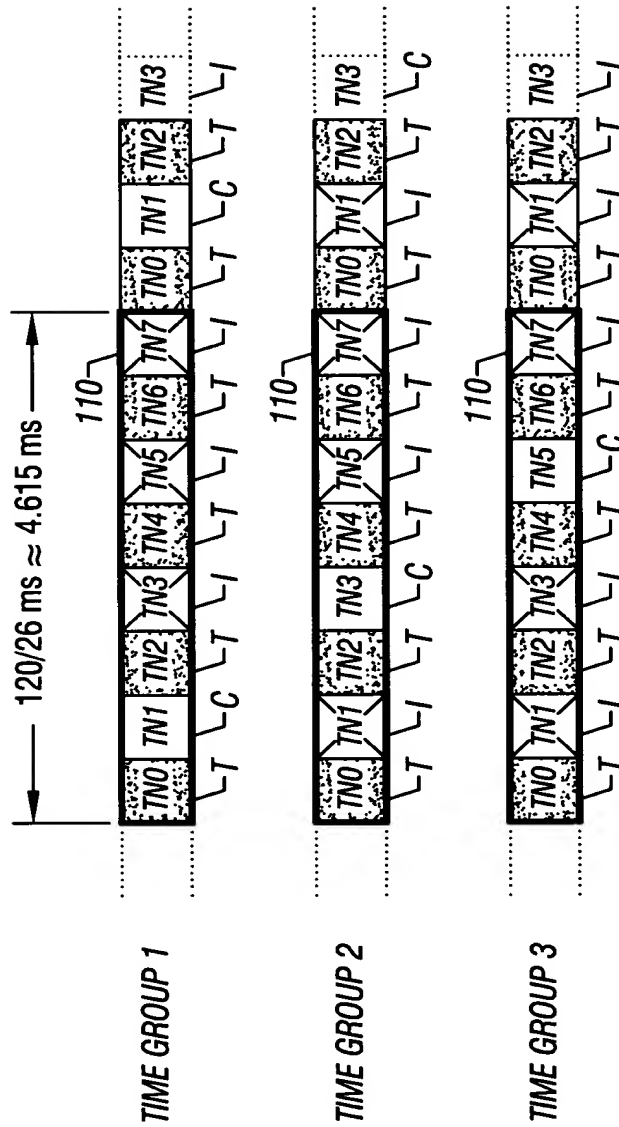 120/26 ms ≈ 4.615 ms
TIME GROUP 1
110
TN0 TN1 TN2 TN3 TN4 TN5 TN6 TN7 TN0 TN1 TN2 TN3
T C T I T I T I T C T I
TIME GROUP 2
110
TN0 TN1 TN2 TN3 TN4 TN5 TN6 TN7 TN0 TN1 TN2 TN3
T I T C T I T I T I T C
TIME GROUP 3
110
TN0 TN1 TN2 TN3 TN4 TN5 TN6 TN7 TN0 TN1 TN2 TN3
T I T I T C T I T I T I